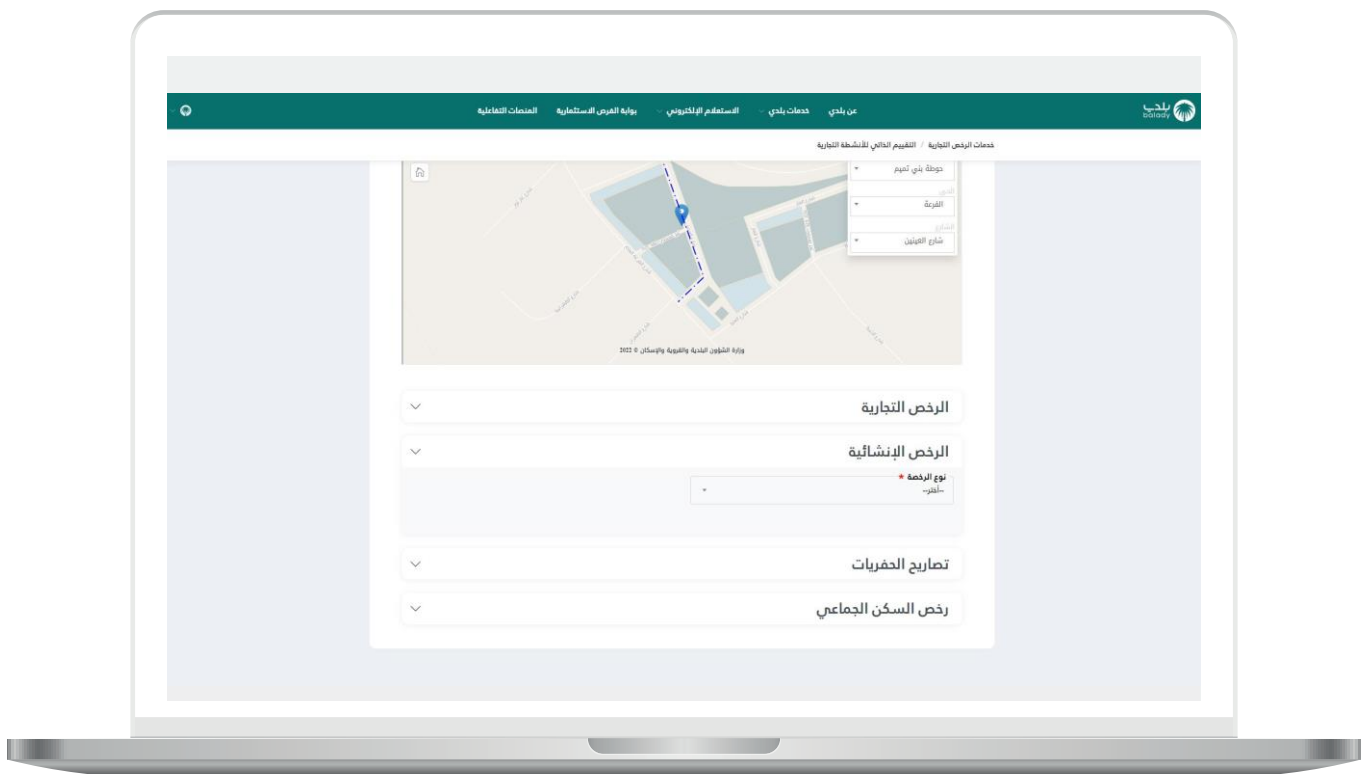 بلدي
balady
عن بلدي
خدمات بلدي
الاستعلام الإلكتروني
بوابة الفرص الاستثمارية
المنصات التفاعلية
خدمات الرخص التجارية / التقييم الذاتي للأنشطة التجارية
حوطة بني تميم
الحي
القرعة
الشارع
شارع العينين
وزارة الشؤون البلدية والقروية والإسكان © 2022
الرخص التجارية
الرخص الإنشائية
نوع الرخصة *
--أختر--
تصاريح الحفريات
رخص السكن الجماعي